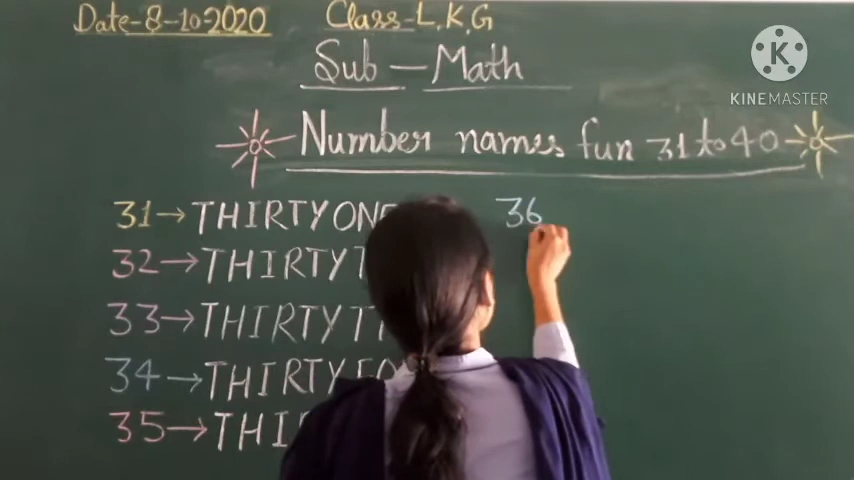 Date-8-10-2020
Class-L.K.G
Sub-Math
Number names fun 31 to 40
31→THIRTYONE
32→THIRTY
33→THIRTY
34→THIRTY
35→
36
K
KINEMASTER